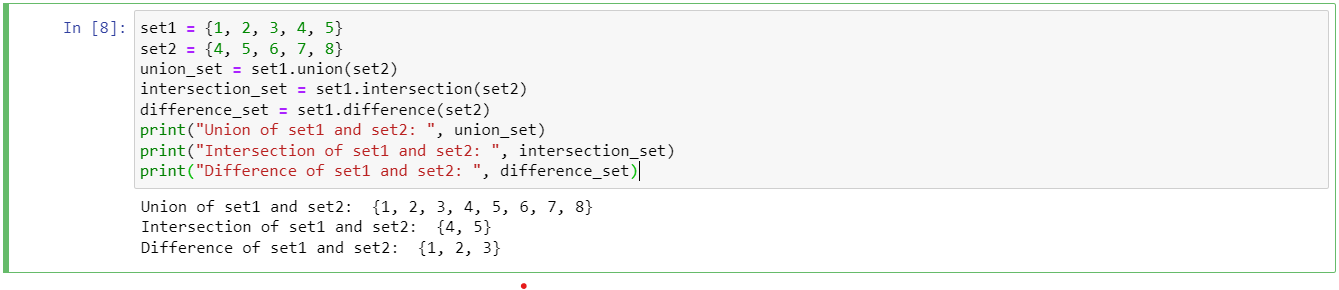 In [8]: set1 = {1, 2, 3, 4, 5}
set2 = {4, 5, 6, 7, 8}
union_set = set1.union(set2)
intersection_set = set1.intersection(set2)
difference_set = set1.difference(set2)
print("Union of set1 and set2: ", union_set)
print("Intersection of set1 and set2: ", intersection_set)
print("Difference of set1 and set2: ", difference_set)
Union of set1 and set2:  {1, 2, 3, 4, 5, 6, 7, 8}
Intersection of set1 and set2:  {4, 5}
Difference of set1 and set2:  {1, 2, 3}